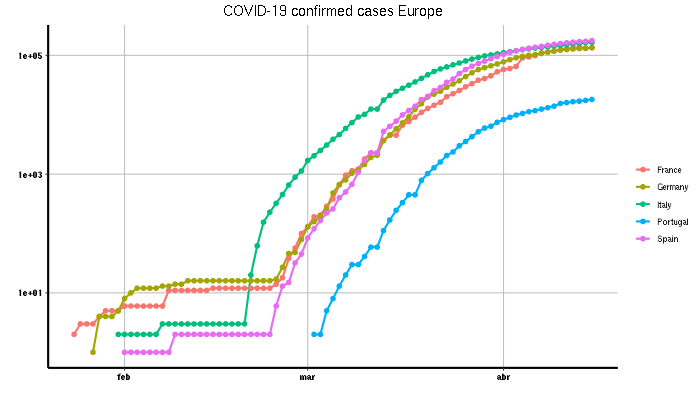 COVID-19 confirmed cases Europe
1e+05
1e+03
1e+01
feb
mar
abr
France
Germany
Italy
Portugal
Spain